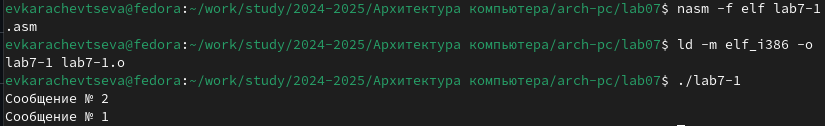 evkarachevtseva@fedora:~/work/study/2024-2025/Архитектура компьютера/arch-pc/lab07$ nasm -f elf lab7-1
.asm
evkarachevtseva@fedora:~/work/study/2024-2025/Архитектура компьютера/arch-pc/lab07$ ld -m elf_i386 -o
lab7-1 lab7-1.o
evkarachevtseva@fedora:~/work/study/2024-2025/Архитектура компьютера/arch-pc/lab07$ ./lab7-1
Сообщение № 2
Сообщение № 1